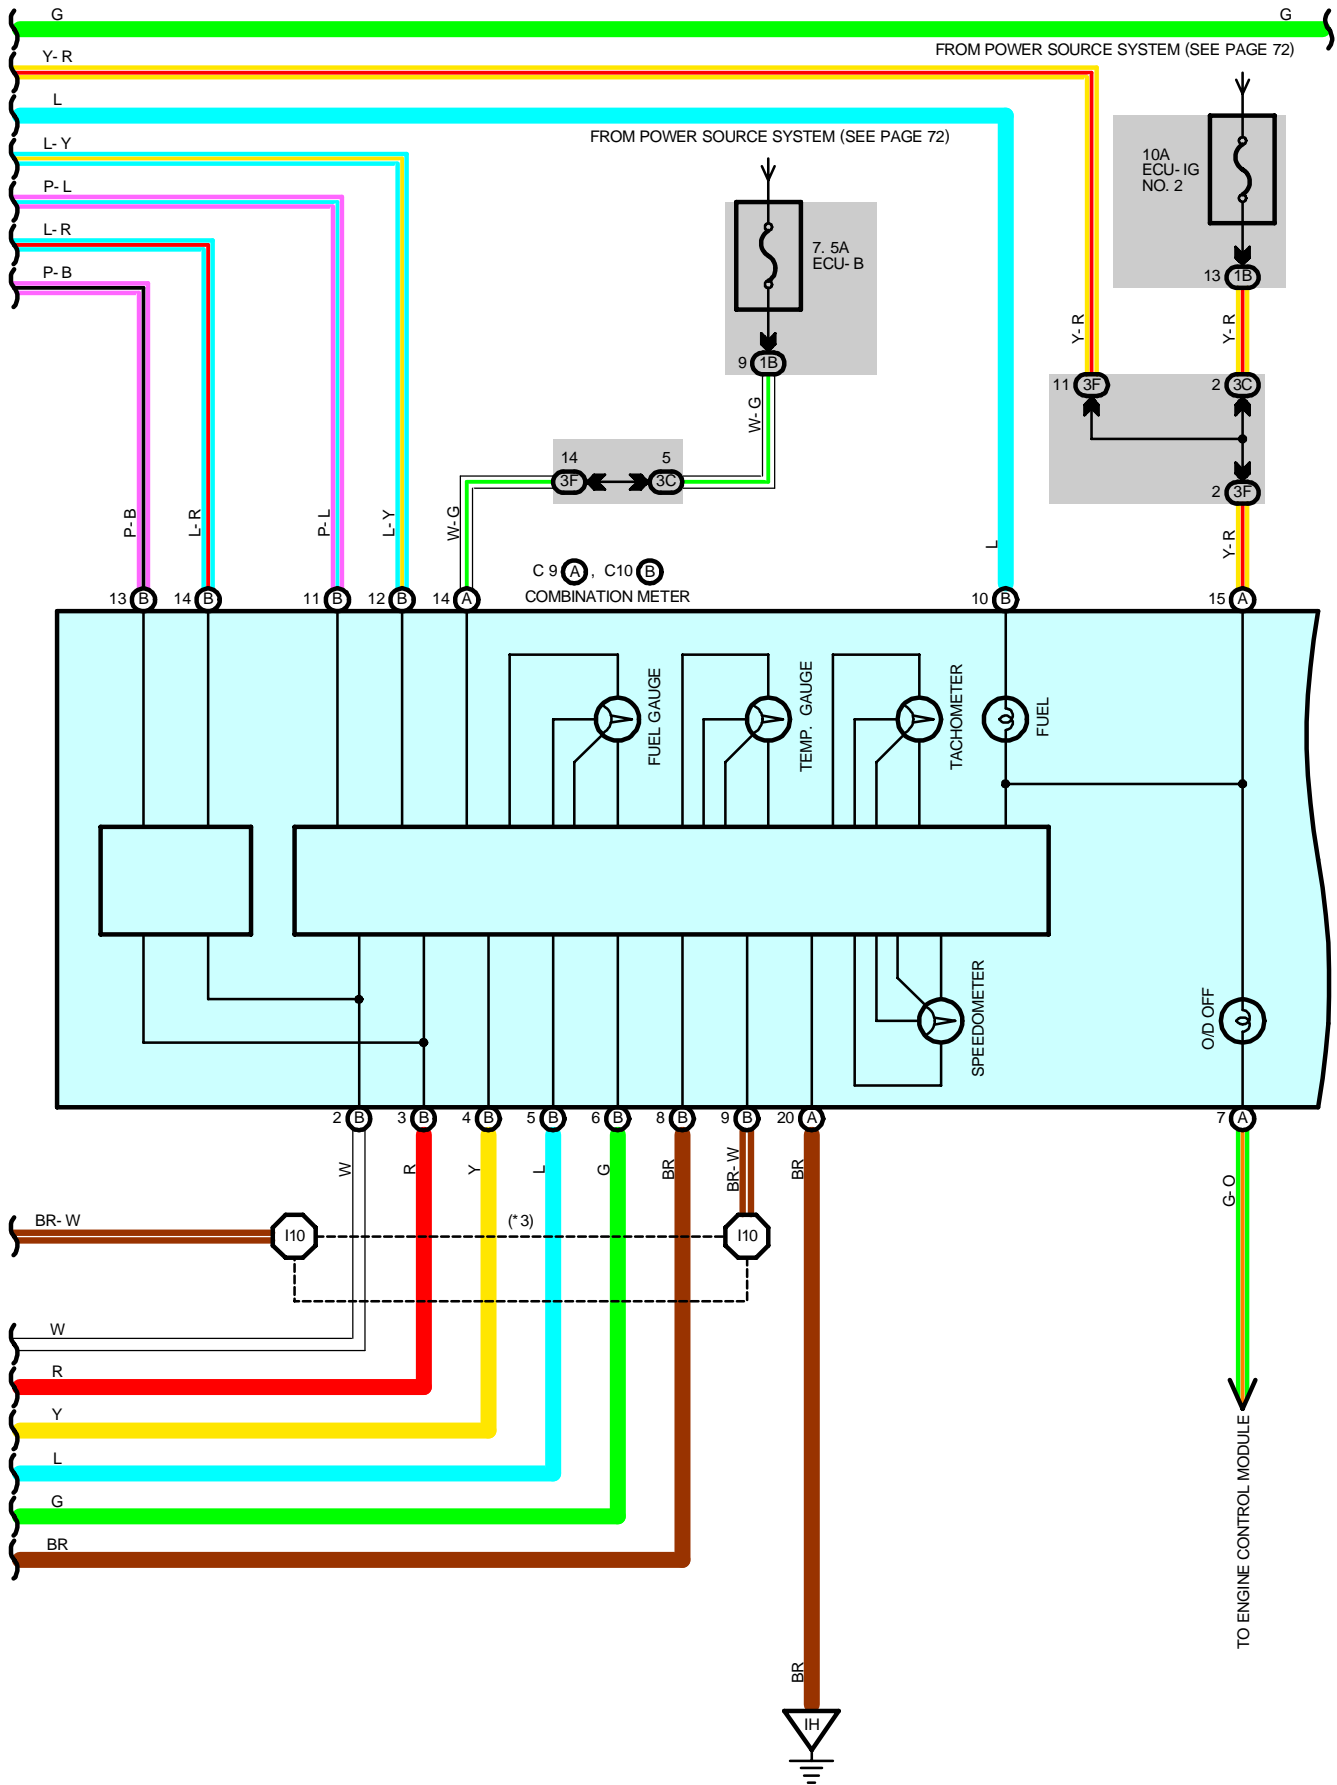 G
G
FROM POWER SOURCE SYSTEM (SEE PAGE 72)
Y- R
L
FROM POWER SOURCE SYSTEM (SEE PAGE 72)
L- Y
10A
ECU- IG
NO. 2
P- L
L- R
7. 5A
ECU- B
P- B
13 1B
Y- R
Y- R
9 1B
11 3F
2 3C
W- G
14
5
3F
3C
2 3F
P- B
L- R
P- L
L- Y
W- G
L
Y- R
C 9 A , C10 B
COMBINATION METER
13 B
14 B
11 B
12 B
14 A
10 B
15 A
FUEL GAUGE
TEMP. GAUGE
TACHOMETER
FUEL
SPEEDOMETER
O/D OFF
2 B
3 B
4 B
5 B
6 B
8 B
9 B
20 A
7 A
W
R
Y
L
G
BR
BR- W
BR
G- O
BR- W
I10
(* 3)
I10
W
R
Y
L
G
BR
TO ENGINE CONTROL MODULE
BR
IH